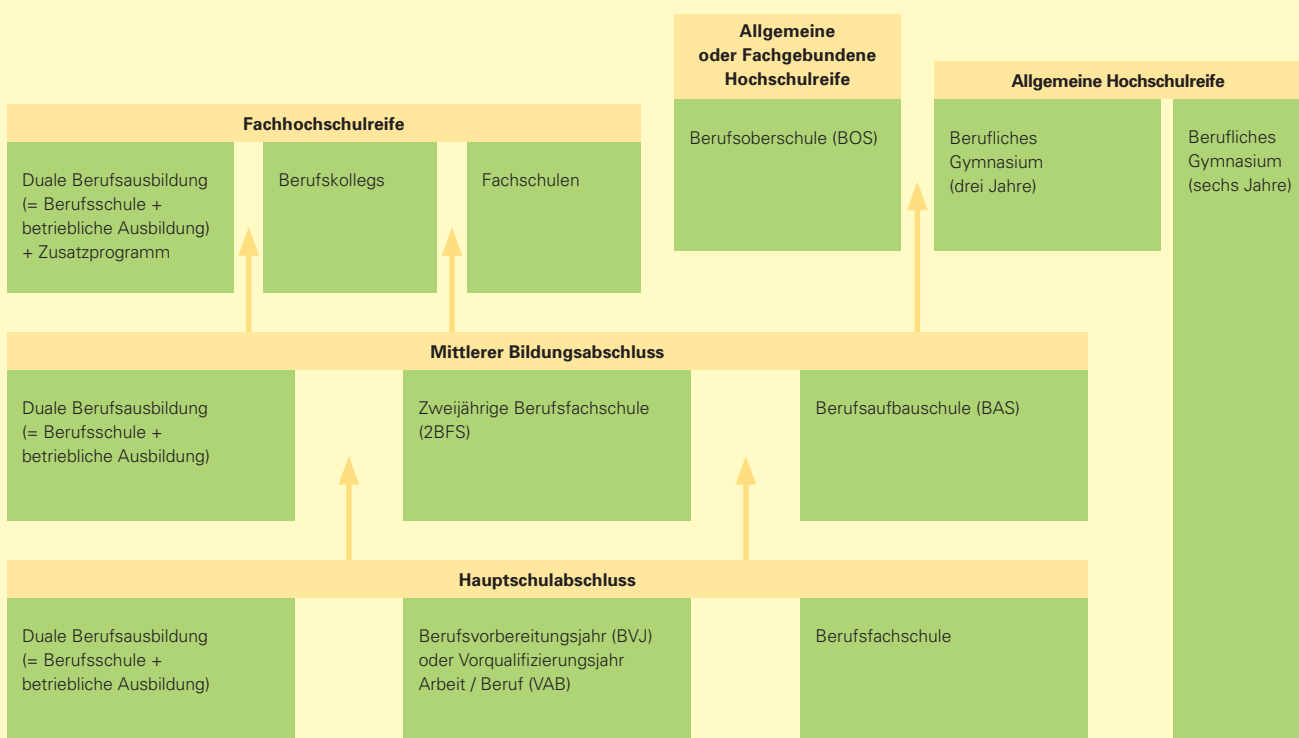 Allgemeine
oder Fachgebundene
Hochschulreife
Allgemeine Hochschulreife
Fachhochschulreife
Duale Berufsausbildung
(= Berufsschule +
betriebliche Ausbildung)
+ Zusatzprogramm
Berufskollegs
Fachschulen
Berufsoberschule (BOS)
Berufliches
Gymnasium
(drei Jahre)
Berufliches
Gymnasium
(sechs Jahre)
Mittlerer Bildungsabschluss
Duale Berufsausbildung
(= Berufsschule +
betriebliche Ausbildung)
Zweijährige Berufsfachschule
(2BFS)
Berufsaufbauschule (BAS)
Hauptschulabschluss
Duale Berufsausbildung
(= Berufsschule +
betriebliche Ausbildung)
Berufsvorbereitungsjahr (BVJ)
oder Vorqualifizierungsjahr
Arbeit / Beruf (VAB)
Berufsfachschule